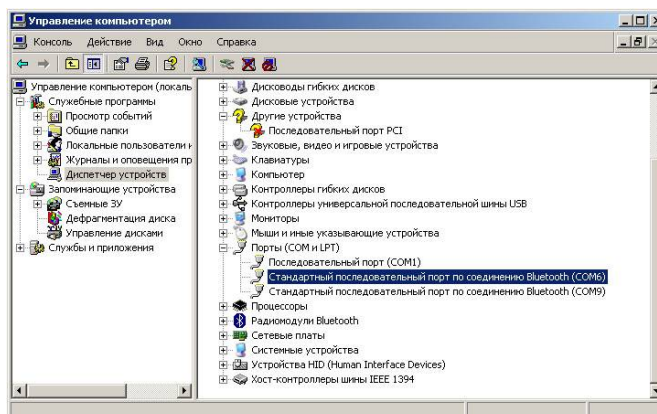 Управление компьютером
Консоль Действие Вид Окно Справка
Управление компьютером (локаль
Служебные программы
Просмотр событий
Общие папки
Локальные пользователи и
Журналы и оповещения пр
Диспетчер устройств
Запоминающие устройства
Съемные ЗУ
Дефрагментация диска
Управление дисками
Службы и приложения
Дисководы гибких дисков
Дисковые устройства
Другие устройства
Последовательный порт PCI
Звуковые, видео и игровые устройства
Клавиатуры
Компьютер
Контроллеры гибких дисков
Контроллеры универсальной последовательной шины USB
Мониторы
Мыши и иные указывающие устройства
Порты (COM и LPT)
Последовательный порт (COM1)
Стандартный последовательный порт по соединению Bluetooth (COM6)
Стандартный последовательный порт по соединению Bluetooth (COM9)
Процессоры
Радиомодули Bluetooth
Сетевые платы
Системные устройства
Устройства HID (Human Interface Devices)
Хост-контроллеры шины IEEE 1394